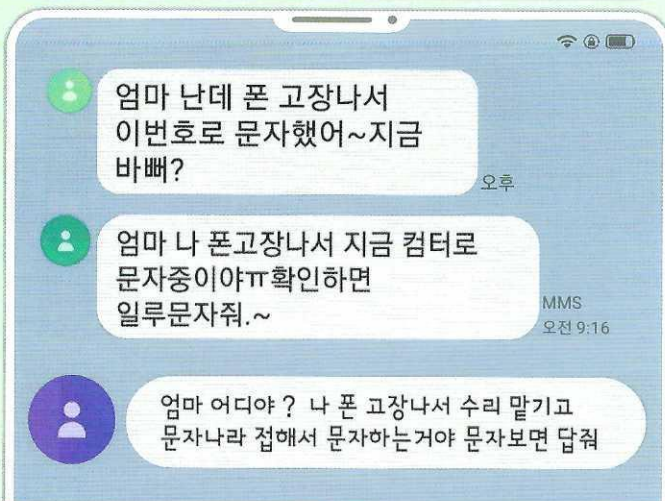 엄마 난데 폰 고장나서
이번호로 문자했어~지금
바뻐?
오후
엄마 나 폰고장나서 지금 컴터로
문자중이야ㅠ확인하면
일루문자줘.~
MMS
오전 9:16
엄마 어디야? 나 폰 고장나서 수리 맡기고
문자나라 접해서 문자하는거야 문자보면 답줘